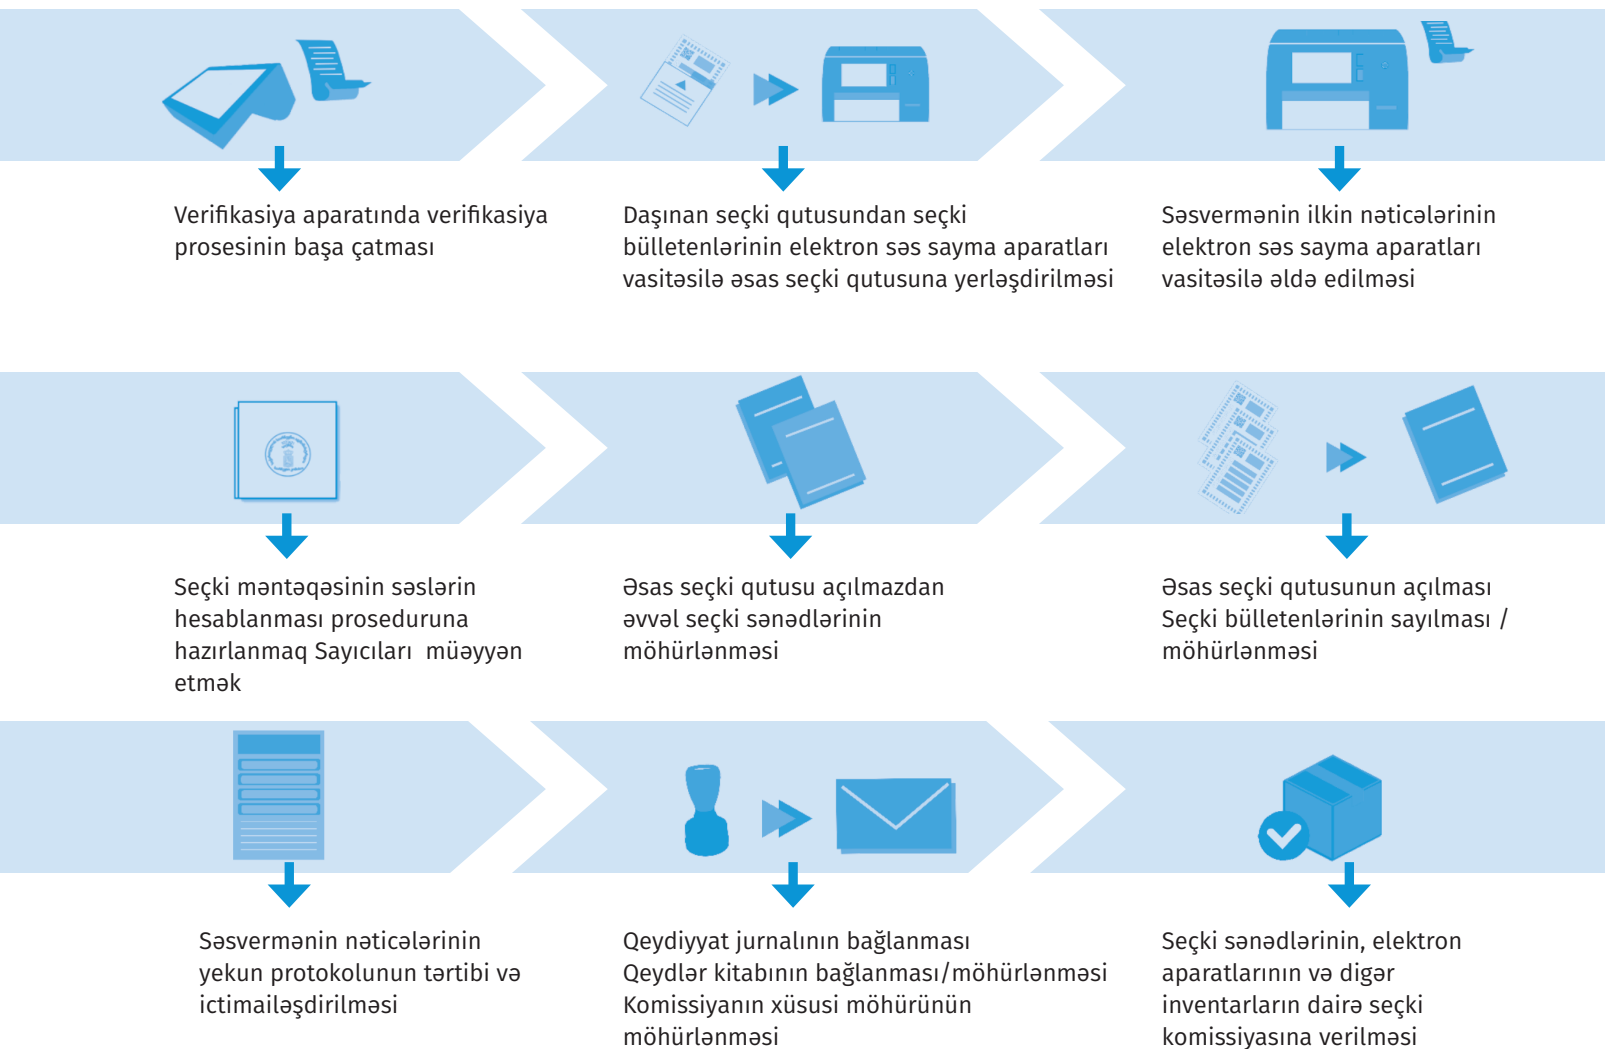 Verifikasiya aparatında verifikasiya
prosesinin başa çatması
Daşınan seçki qutusundan seçki
bülletenlərinin elektron səs sayma aparatları
vasitəsilə əsas seçki qutusuna yerləşdirilməsi
Səsvermənin ilkin nəticələrinin
elektron səs sayma aparatları
vasitəsilə əldə edilməsi
Seçki məntəqəsinin səslərin
hesablanması proseduruna
hazırlanmaq Sayıcıları müəyyən
etmək
Əsas seçki qutusu açılmazdan
əvvəl seçki sənədlərinin
möhürlənməsi
Əsas seçki qutusunun açılması
Seçki bülletenlərinin sayılması /
möhürlənməsi
Səsvermənin nəticələrinin
yekun protokolunun tərtibi və
ictimailəşdirilməsi
Qeydiyyat jurnalının bağlanması
Qeydlər kitabının bağlanması/möhürlənməsi
Komissiyanın xüsusi möhürünün
möhürlənməsi
Seçki sənədlərinin, elektron
aparatlarının və digər
inventarların dairə seçki
komissiyasına verilməsi